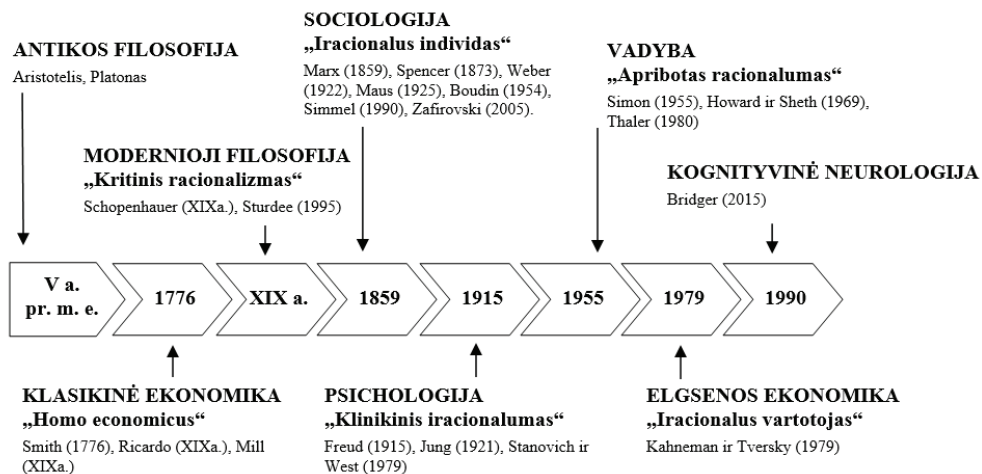 ANTIKOS FILOSOFIJA
Aristotelis, Platonas
SOCIOLOGIJA
„Iracionalus individas“
Marx (1859), Spencer (1873), Weber
(1922), Maus (1925), Boudin (1954),
Simmel (1990), Zafirovski (2005).
VADYBA
„Apribotas racionalumas“
Simon (1955), Howard ir Sheth (1969),
Thaler (1980)
MODERNIOJI FILOSOFIJA
„Kritinis racionalizmas“
Schopenhauer (XIXa.), Sturdee (1995)
KOGNITYVINĖ NEUROLOGIJA
Bridger (2015)
V a.
pr. m. e.
1776
XIX a.
1859
1915
1955
1979
1990
KLASIKINĖ EKONOMIKA
„Homo economicus“
Smith (1776), Ricardo (XIXa.), Mill
(XIXa.)
PSICHOLOGIJA
„Klinikinis iracionalumas“
Freud (1915), Jung (1921), Stanovich ir
West (1979)
ELGSENOS EKONOMIKA
„Iracionalus vartotojas“
Kahneman ir Tversky (1979)